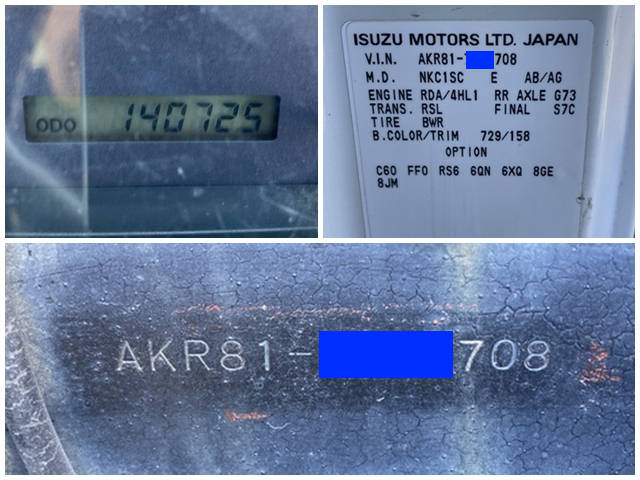 ODO 140725
ISUZU MOTORS LTD. JAPAN
V.I.N. AKR81- 708
M.D. NKC1SC E AB/AG
ENGINE RDA/4HL1 RR AXLE G73
TRANS. RSL FINAL S7C
TIRE BWR
B.COLOR/TRIM 729/158
OPTION
C60 FF0 RS6 6QN 6XQ 8GE
8JM
AKR81- 708